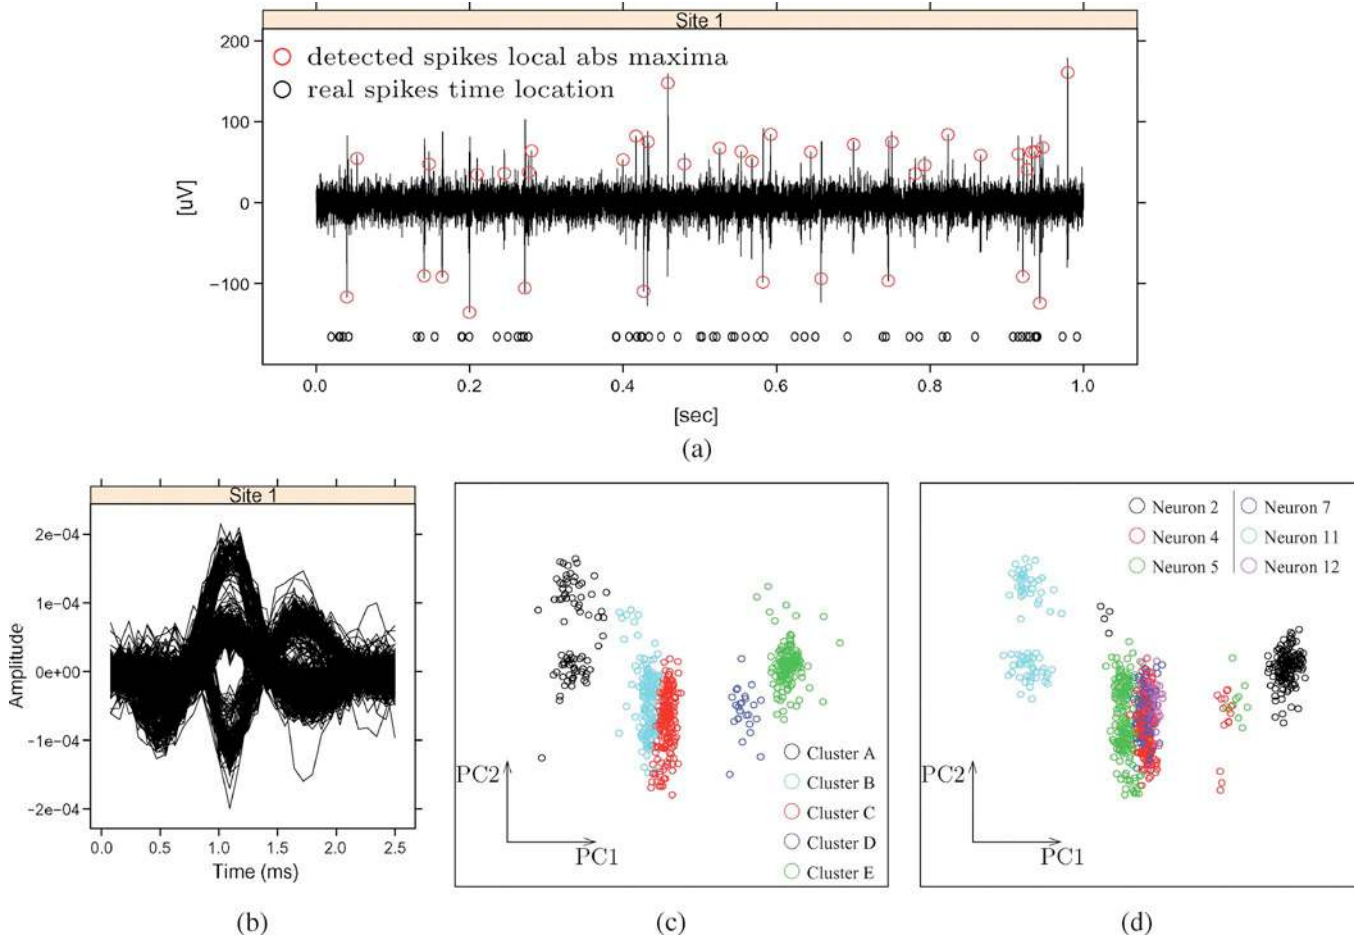 Site 1
200
100
0
−100
[uV]
detected spikes local abs maxima
real spikes time location
0.0 0.2 0.4 0.6 0.8 1.0
[sec]
(a)
Site 1
2e−04
1e−04
0e+00
−1e−04
−2e−04
Amplitude
0.0 0.5 1.0 1.5 2.0 2.5
Time (ms)
(b)
PC2
PC1
Cluster A
Cluster B
Cluster C
Cluster D
Cluster E
(c)
Neuron 2 Neuron 7
Neuron 4 Neuron 11
Neuron 5 Neuron 12
PC2
PC1
(d)